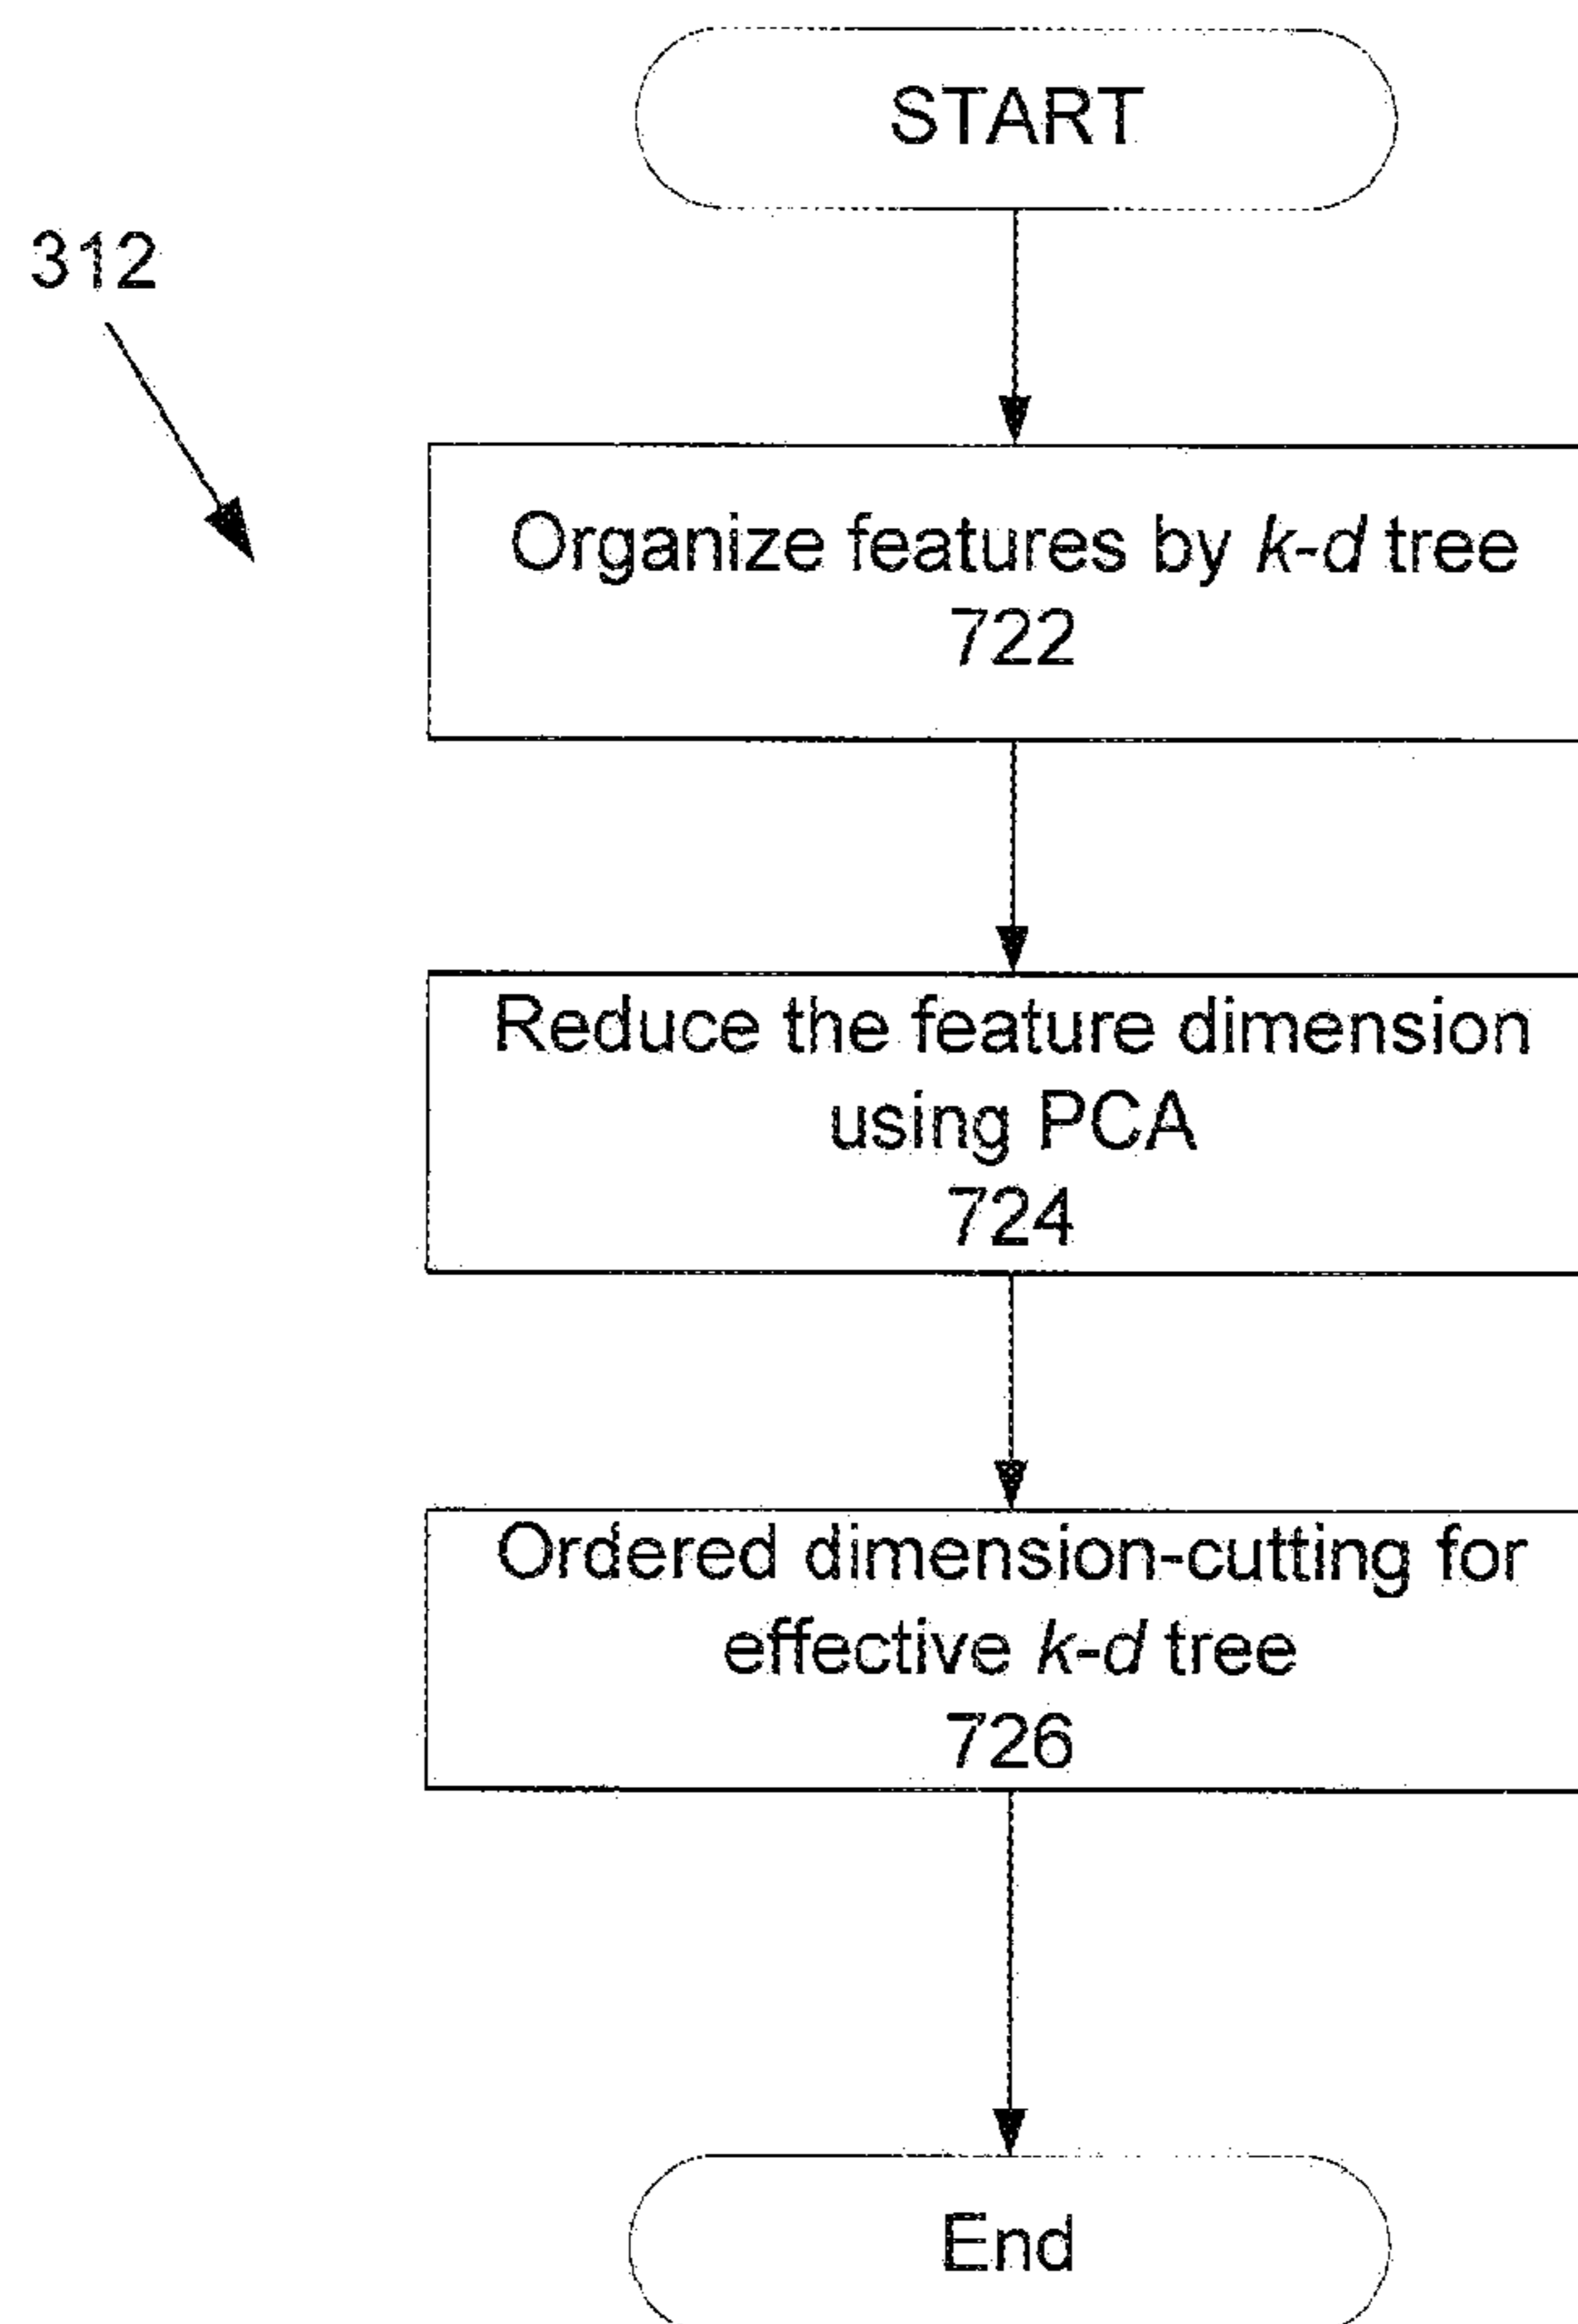 START
312
Organize features by k-d tree
722
Reduce the feature dimension
using PCA
724
Ordered dimension-cutting for
effective k-d tree
726
End